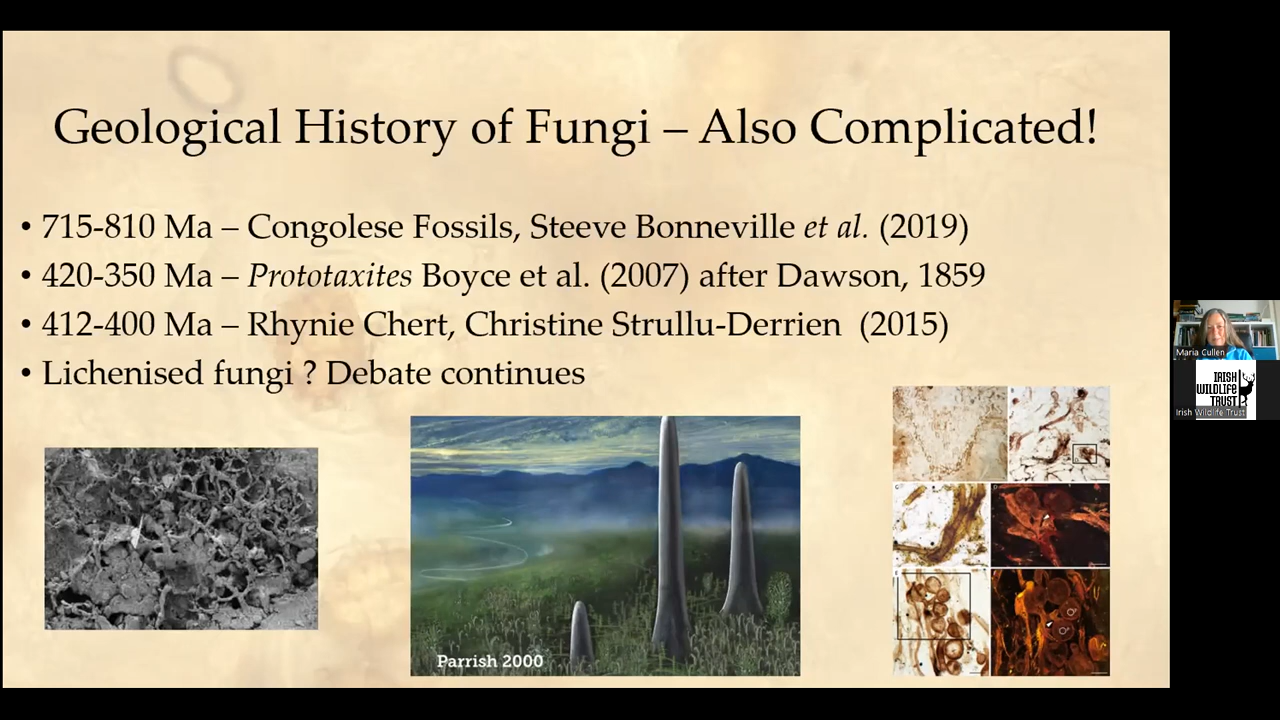 Geological History of Fungi – Also Complicated!
• 715-810 Ma – Congolese Fossils, Steeve Bonneville et al. (2019)
• 420-350 Ma – Prototaxites Boyce et al. (2007) after Dawson, 1859
• 412-400 Ma – Rhynie Chert, Christine Strullu-Derrien (2015)
• Lichenised fungi ? Debate continues
Parrish 2000
Maria Cullen
IRISH
WILDLIFE
TRUST
Irish Wildlife Trust